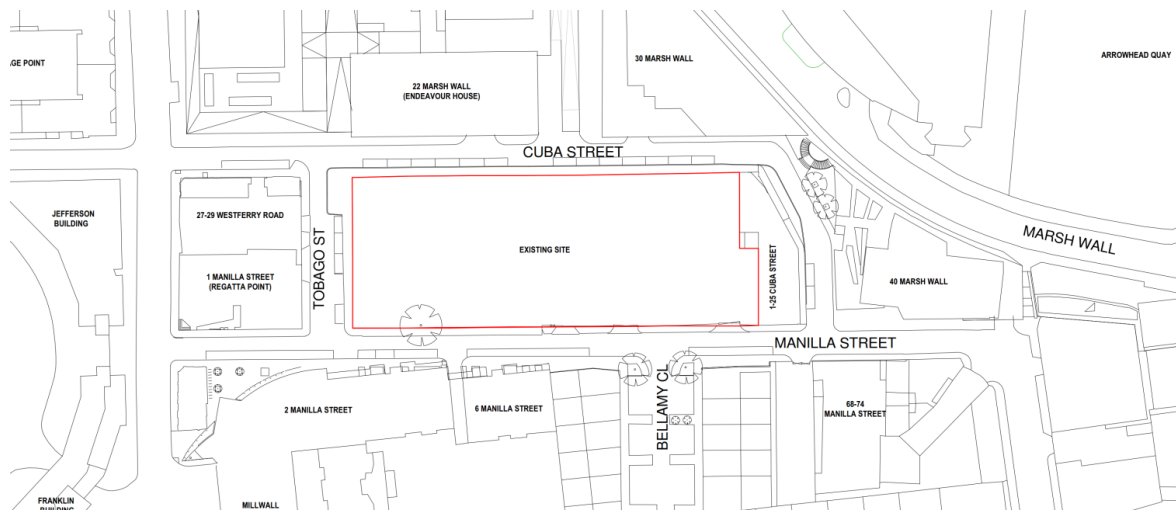 GE POINT
22 MARSH WALL
(ENDEAVOUR HOUSE)
30 MARSH WALL
ARROWHEAD QUAY
CUBA STREET
JEFFERSON
BUILDING
27-29 WESTFERRY ROAD
1 MANILLA STREET
(REGATTA POINT)
TOBAGO ST
EXISTING SITE
1-25 CUBA STREET
MARSH WALL
40 MARSH WALL
MANILLA STREET
2 MANILLA STREET
6 MANILLA STREET
BELLAMY CL
68-74
MANILLA STREET
FRANKLIN
BUILDING
MILLWALL